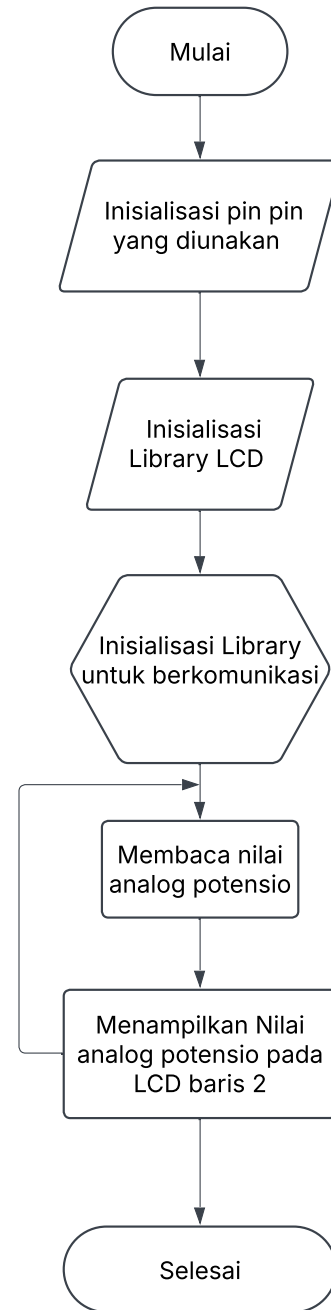 Mulai
Inisialisasi pin pin
yang diunakan
Inisialisasi
Library LCD
Inisialisasi Library
untuk berkomunikasi
Membaca nilai
analog potensio
Menampilkan Nilai
analog potensio pada
LCD baris 2
Selesai